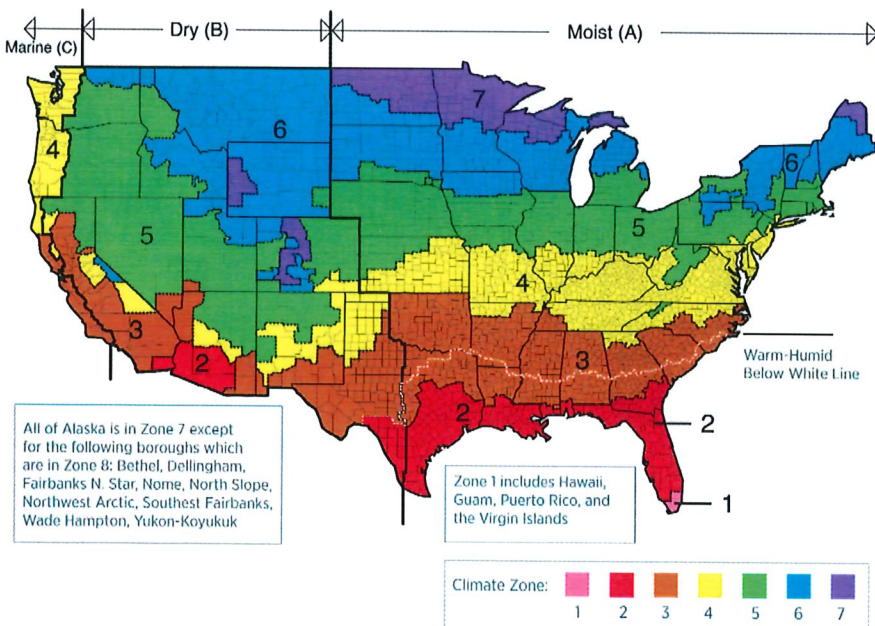 Marine (C)
Dry (B)
Moist (A)
7
6
4
6
5
5
4
3
3
2
2
Warm-Humid
Below White Line
2
1
All of Alaska is in Zone 7 except
for the following boroughs which
are in Zone 8: Bethel, Dellingham,
Fairbanks N. Star, Nome, North Slope,
Northwest Arctic, Southest Fairbanks,
Wade Hampton, Yukon-Koyukuk
Zone 1 includes Hawaii,
Guam, Puerto Rico, and
the Virgin Islands
Climate Zone:
1 2 3 4 5 6 7